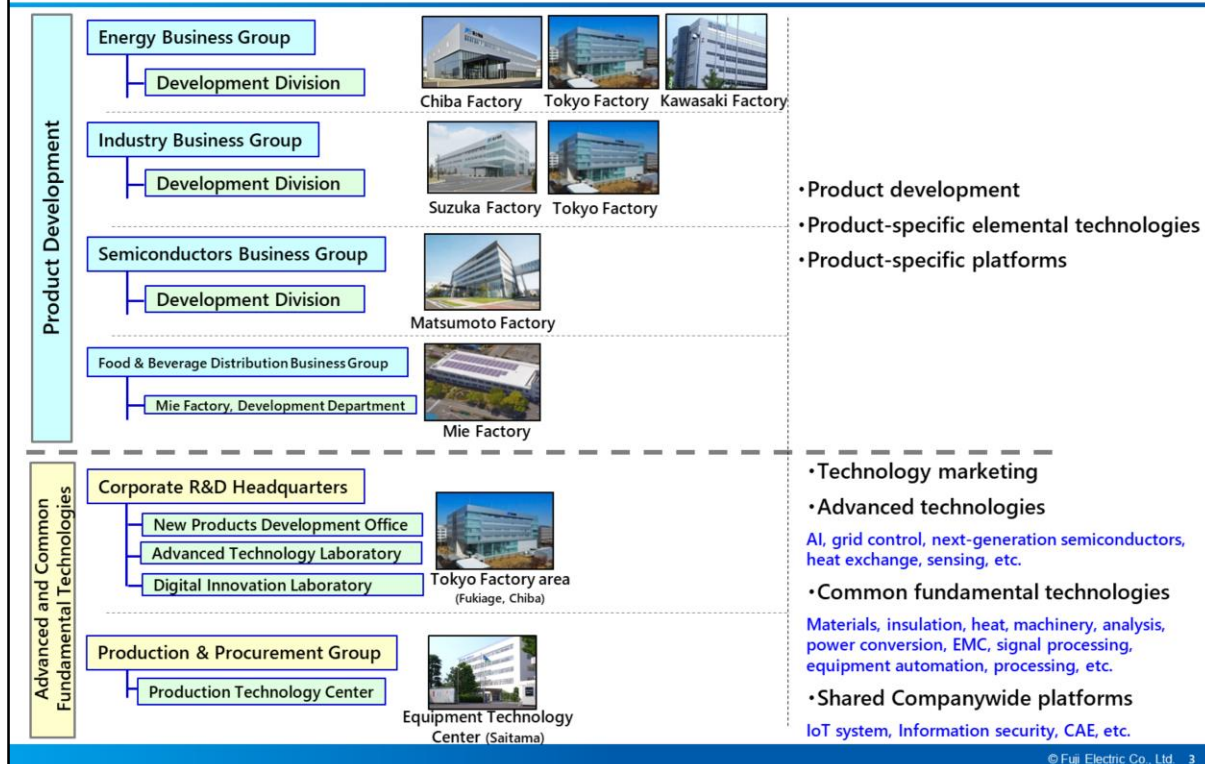 Product Development
Energy Business Group
Development Division
Chiba Factory
Tokyo Factory
Kawasaki Factory
Industry Business Group
Development Division
Suzuka Factory
Tokyo Factory
Semiconductors Business Group
Development Division
Matsumoto Factory
Food & Beverage Distribution Business Group
Mie Factory, Development Department
Mie Factory
・Product development
・Product-specific elemental technologies
・Product-specific platforms
Advanced and Common
Fundamental Technologies
Corporate R&D Headquarters
New Products Development Office
Advanced Technology Laboratory
Digital Innovation Laboratory
Tokyo Factory area
(Fukiage, Chiba)
Production & Procurement Group
Production Technology Center
Equipment Technology
Center (Saitama)
・Technology marketing
・Advanced technologies
AI, grid control, next-generation semiconductors,
heat exchange, sensing, etc.
・Common fundamental technologies
Materials, insulation, heat, machinery, analysis,
power conversion, EMC, signal processing,
equipment automation, processing, etc.
・Shared Companywide platforms
IoT system, Information security, CAE, etc.
© Fuji Electric Co., Ltd. 3